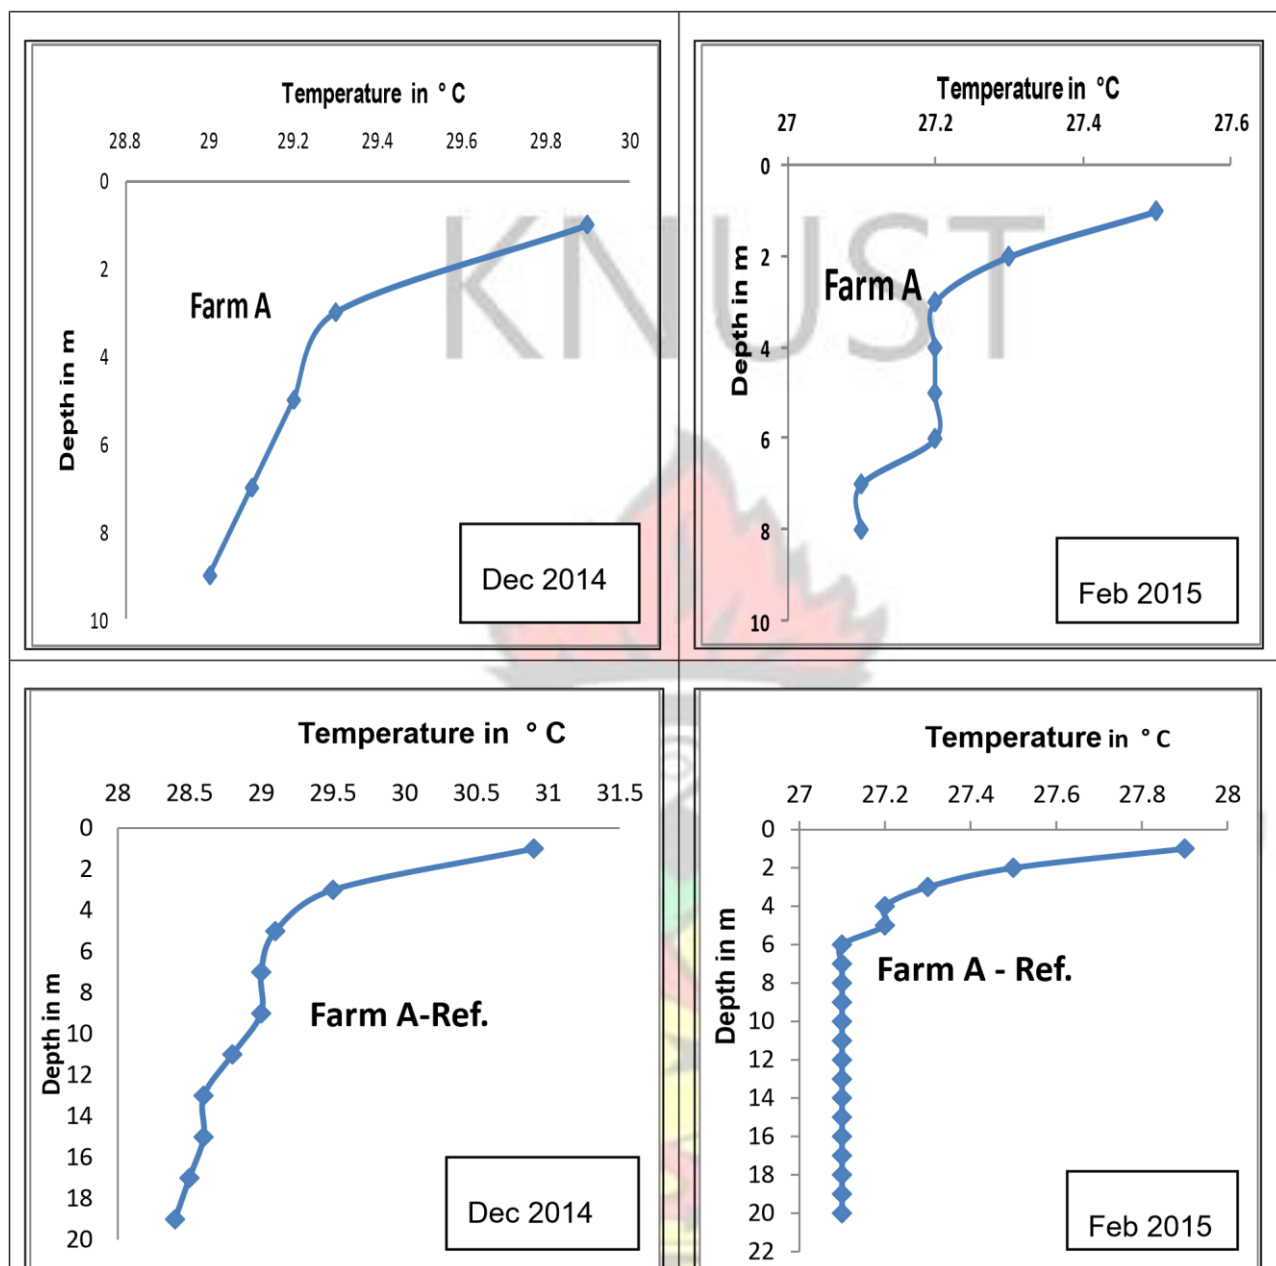 Temperature in ° C
28.8 29 29.2 29.4 29.6 29.8 30
0
2
4
6
8
10
Depth in m
Farm A
Dec 2014
Temperature in °C
27 27.2 27.4 27.6
0
2
4
6
8
10
Depth in m
Farm A
Feb 2015
KNUST
Temperature in ° C
28 28.5 29 29.5 30 30.5 31 31.5
0
2
4
6
8
10
12
14
16
18
20
Depth in m
Farm A-Ref.
Dec 2014
Temperature in ° C
27 27.2 27.4 27.6 27.8 28
0
2
4
6
8
10
12
14
16
18
20
22
Depth in m
Farm A - Ref.
Feb 2015